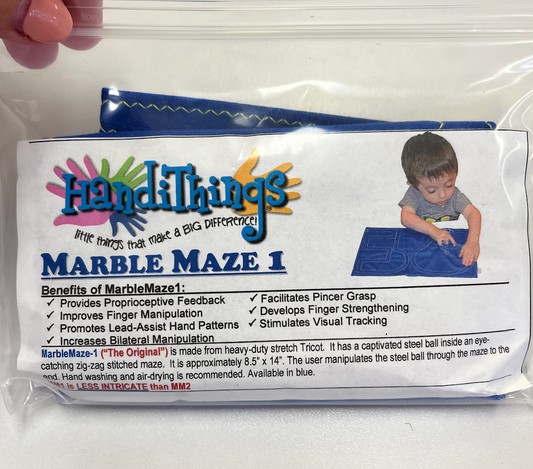 HandiThings®
little things that make a BIG DIFFERENCE!
MARBLE MAZE 1
Benefits of MarbleMaze1:
✓ Provides Proprioceptive Feedback
✓ Improves Finger Manipulation
✓ Promotes Lead-Assist Hand Patterns
✓ Increases Bilateral Manipulation
✓ Facilitates Pincer Grasp
✓ Develops Finger Strengthening
✓ Stimulates Visual Tracking
MarbleMaze-1 ("The Original") is made from heavy-duty stretch Tricot. It has a captivated steel ball inside an eye-
catching zig-zag stitched maze. It is approximately 8.5" x 14". The user manipulates the steel ball through the maze to the
end. Hand washing and air-drying is recommended. Available in blue.
is LESS INTRICATE than MM2